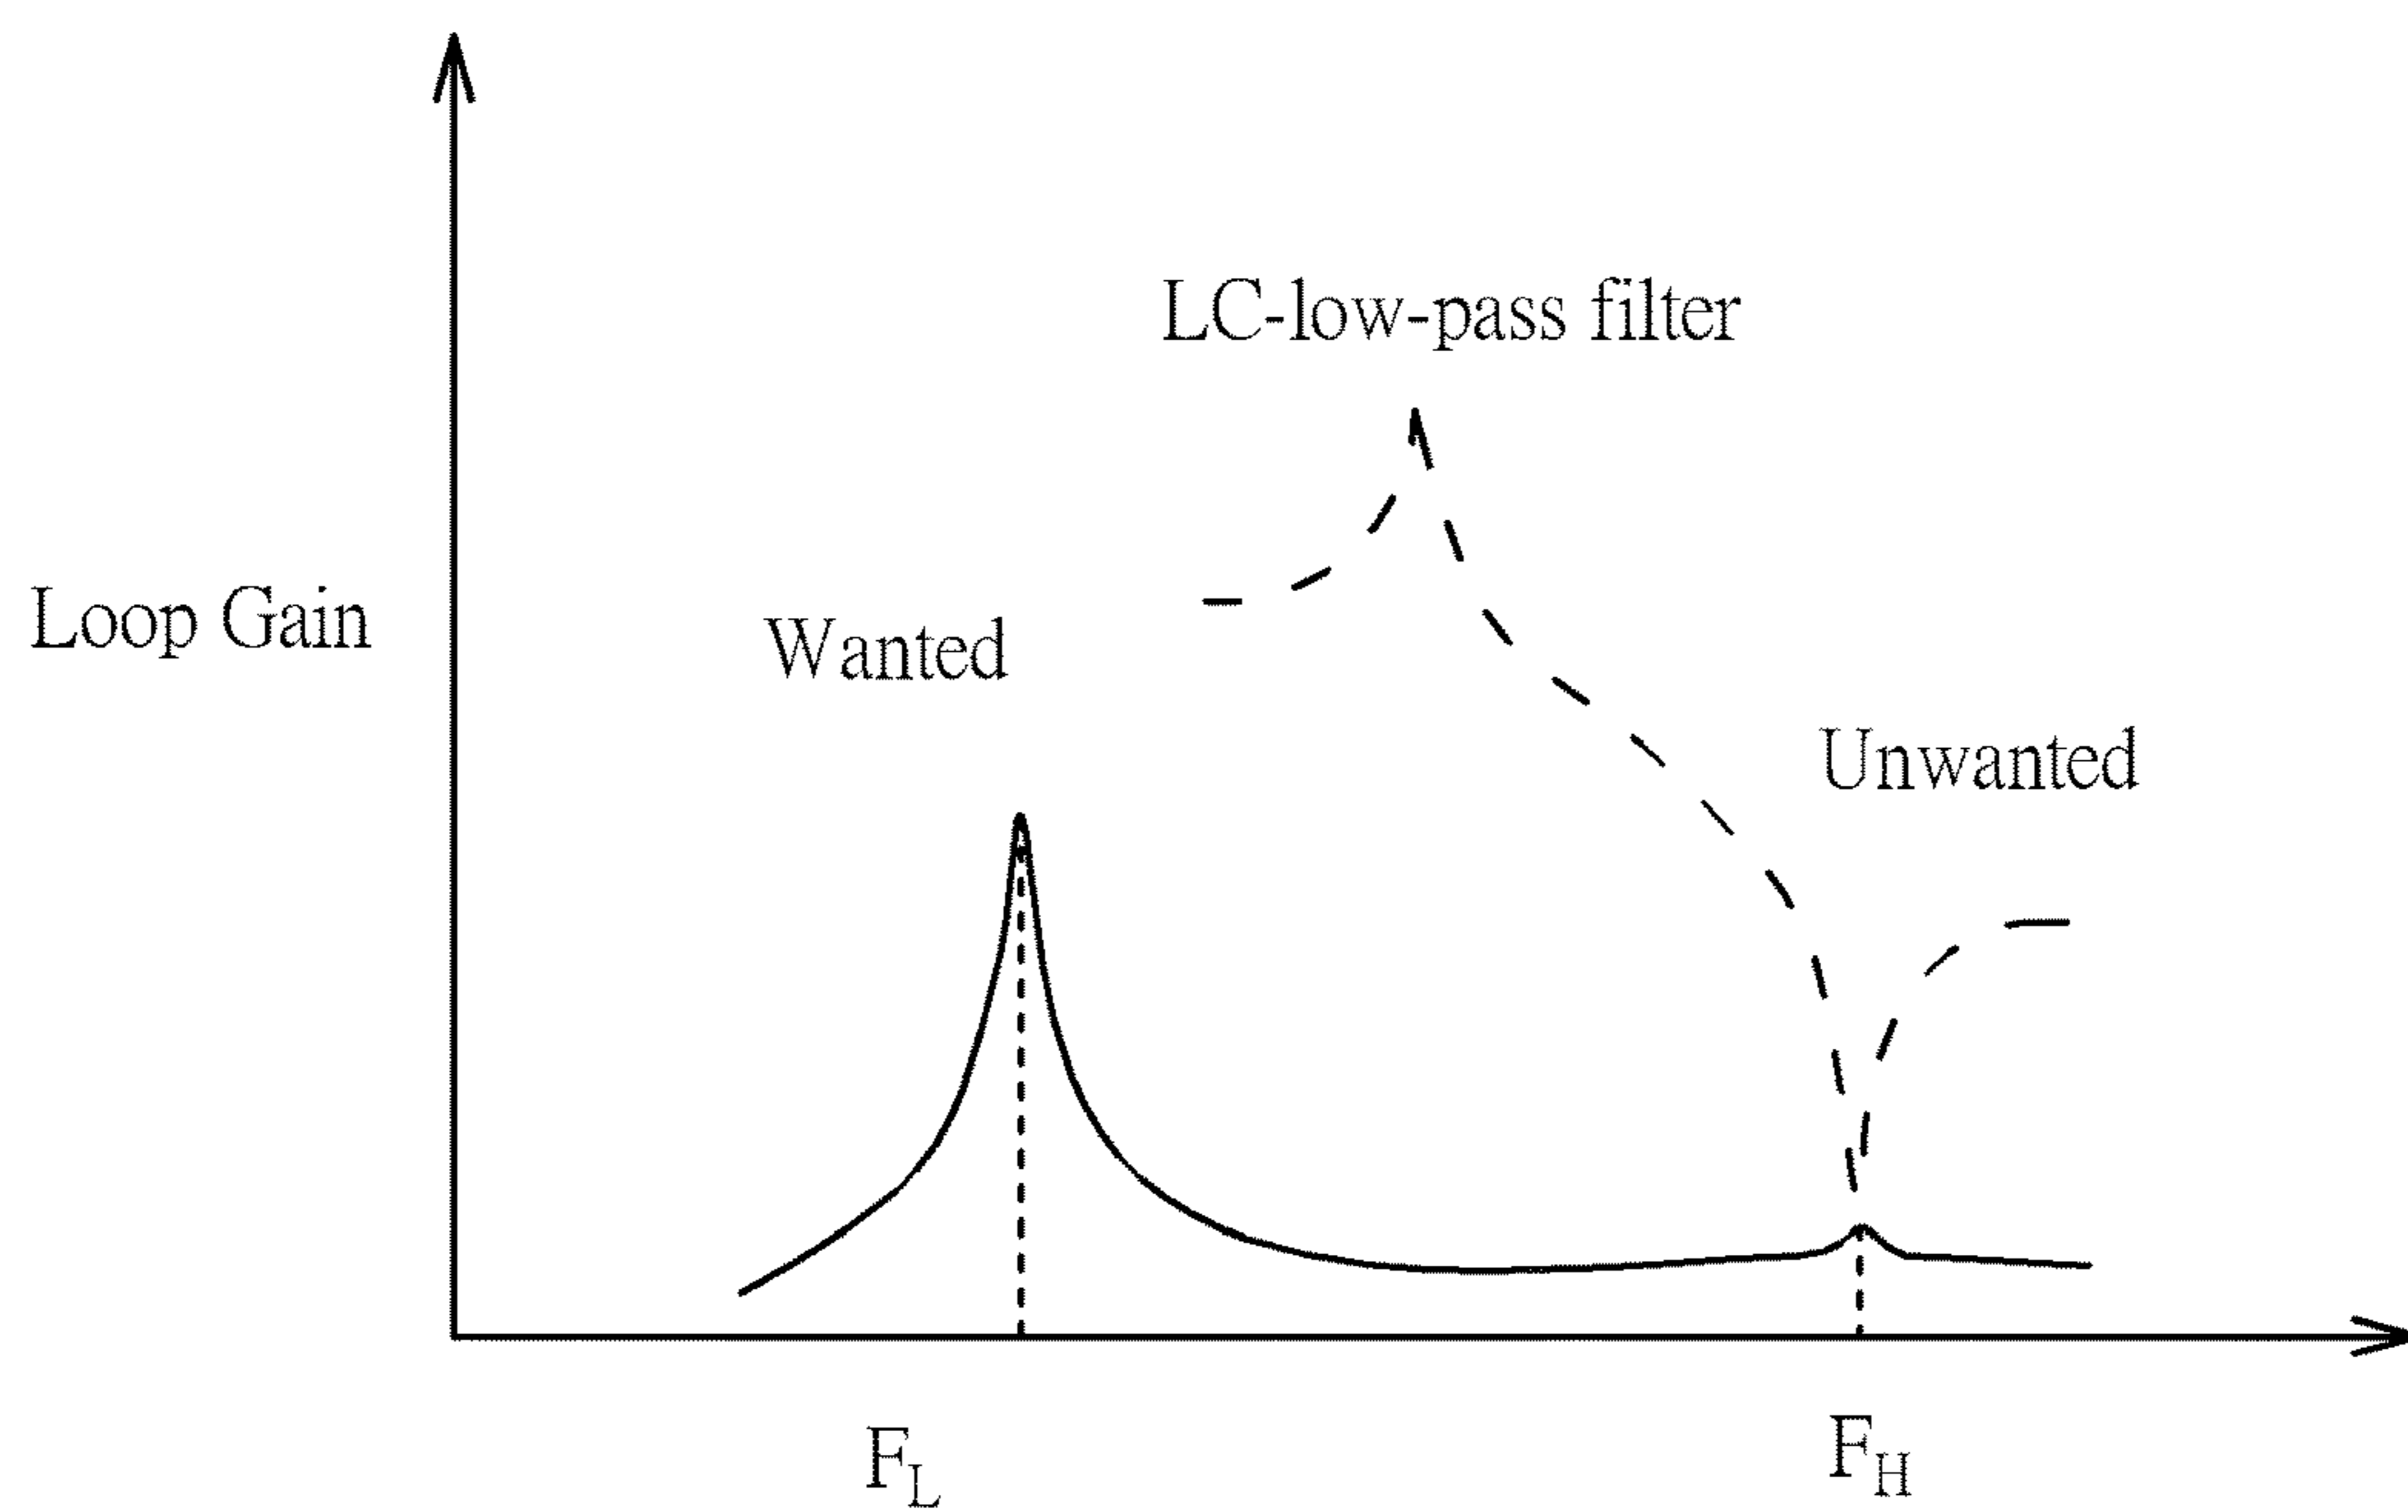 LC-low-pass filter
Loop Gain
Wanted
Unwanted
F_L
F_H